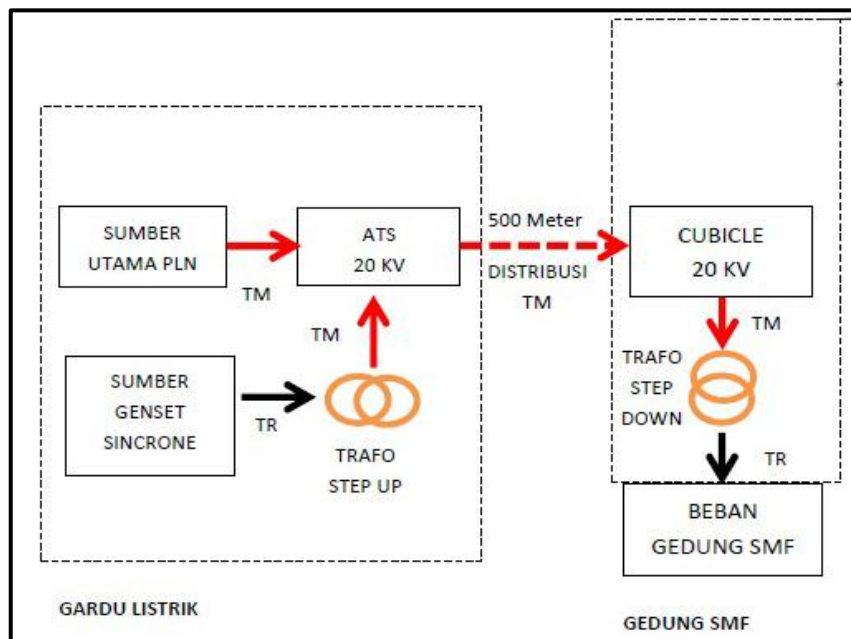 SUMBER
UTAMA PLN
TM
ATS
20 KV
500 Meter
DISTRIBUSI
TM
CUBICLE
20 KV
TM
SUMBER
GENSET
SINCRONE
TR
TM
TRAFO
STEP UP
TRAFO
STEP
DOWN
TR
BEBAN
GEDUNG SMF
GARDU LISTRIK
GEDUNG SMF